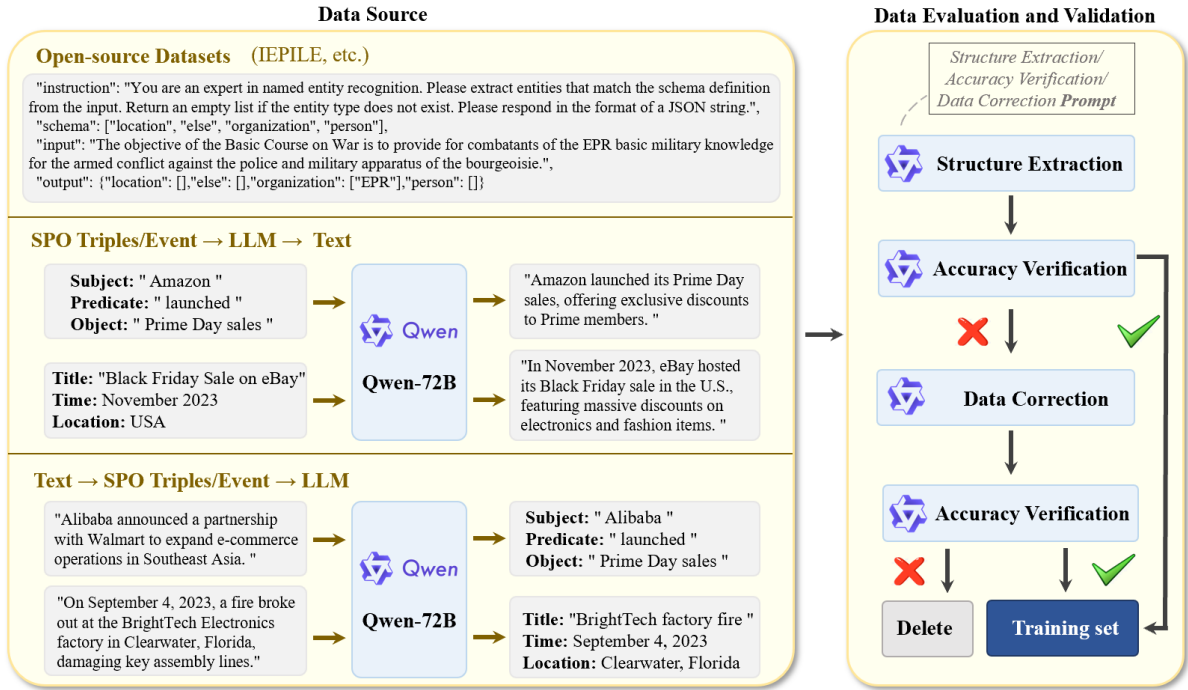 Data Source
Open-source Datasets (IEPILE, etc.)
"instruction": "You are an expert in named entity recognition. Please extract entities that match the schema definition
from the input. Return an empty list if the entity type does not exist. Please respond in the format of a JSON string.",
"schema": ["location", "else", "organization", "person"],
"input": "The objective of the Basic Course on War is to provide for combatants of the EPR basic military knowledge
for the armed conflict against the police and military apparatus of the bourgeoisie.",
"output": {"location": [],"else": [],"organization": ["EPR"],"person": []}
SPO Triples/Event → LLM → Text
Subject: " Amazon "
Predicate: " launched "
Object: " Prime Day sales "
Title: "Black Friday Sale on eBay"
Time: November 2023
Location: USA
Qwen
Qwen-72B
"Amazon launched its Prime Day
sales, offering exclusive discounts
to Prime members. "
"In November 2023, eBay hosted
its Black Friday sale in the U.S.,
featuring massive discounts on
electronics and fashion items. "
Text → SPO Triples/Event → LLM
"Alibaba announced a partnership
with Walmart to expand e-commerce
operations in Southeast Asia. "
"On September 4, 2023, a fire broke
out at the BrightTech Electronics
factory in Clearwater, Florida,
damaging key assembly lines."
Qwen
Qwen-72B
Subject: " Alibaba "
Predicate: " launched "
Object: " Prime Day sales "
Title: "BrightTech factory fire "
Time: September 4, 2023
Location: Clearwater, Florida
Data Evaluation and Validation
Structure Extraction/
Accuracy Verification/
Data Correction Prompt
Structure Extraction
Accuracy Verification
Data Correction
Accuracy Verification
Delete
Training set